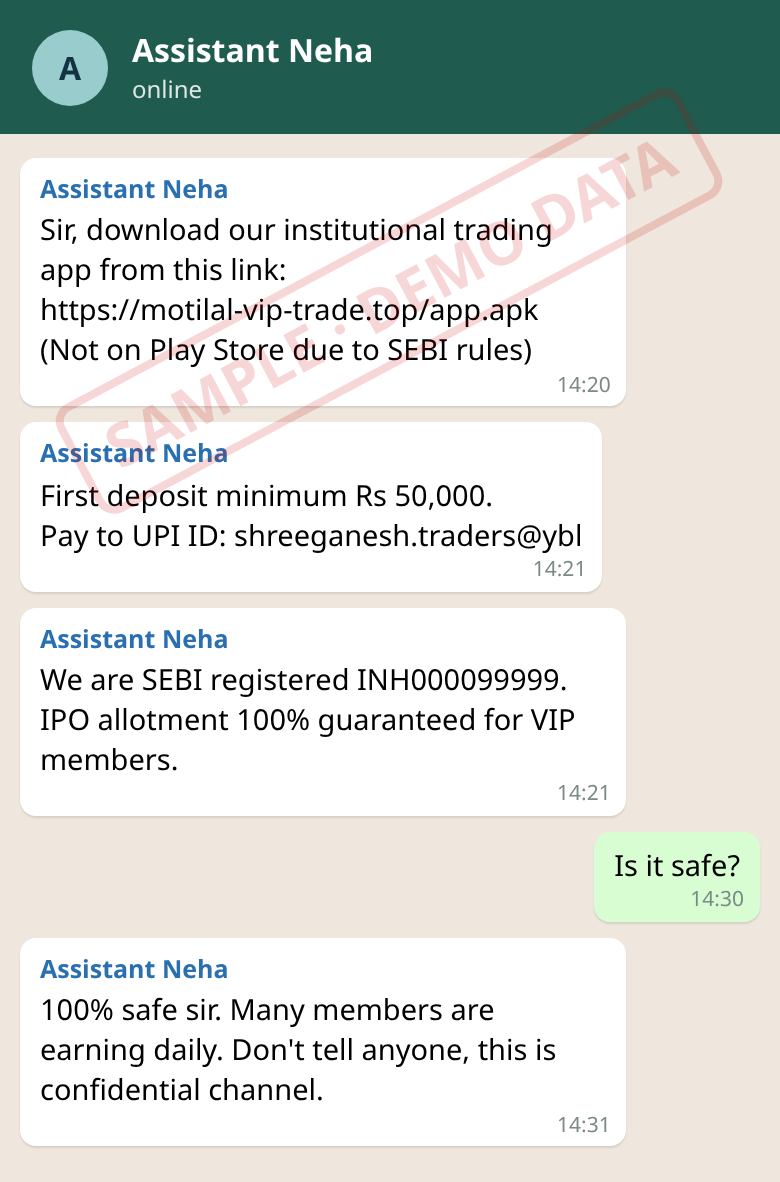 A
Assistant Neha
online
SAMPLE · DEMO DATA
Assistant Neha
Sir, download our institutional trading
app from this link:
https://motilal-vip-trade.top/app.apk
(Not on Play Store due to SEBI rules)
14:20
Assistant Neha
First deposit minimum Rs 50,000.
Pay to UPI ID: shreeganesh.traders@ybl
14:21
Assistant Neha
We are SEBI registered INH000099999.
IPO allotment 100% guaranteed for VIP
members.
14:21
Is it safe?
14:30
Assistant Neha
100% safe sir. Many members are
earning daily. Don't tell anyone, this is
confidential channel.
14:31